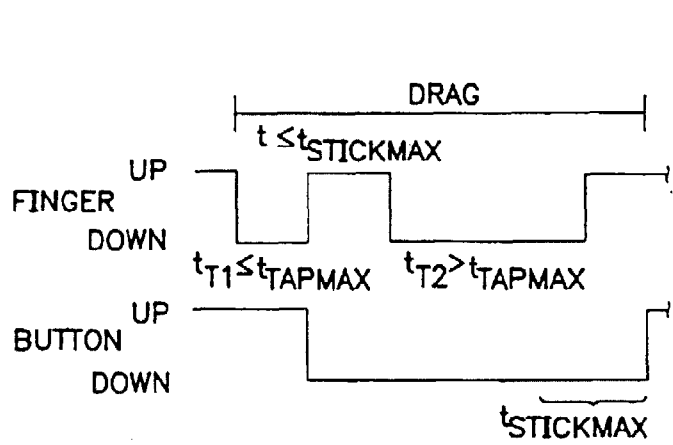 DRAG
t ≤tSTICKMAX
UP
FINGER
DOWN
tT1≤tTAPMAX tT2>tTAPMAX
UP
BUTTON
DOWN
tSTICKMAX